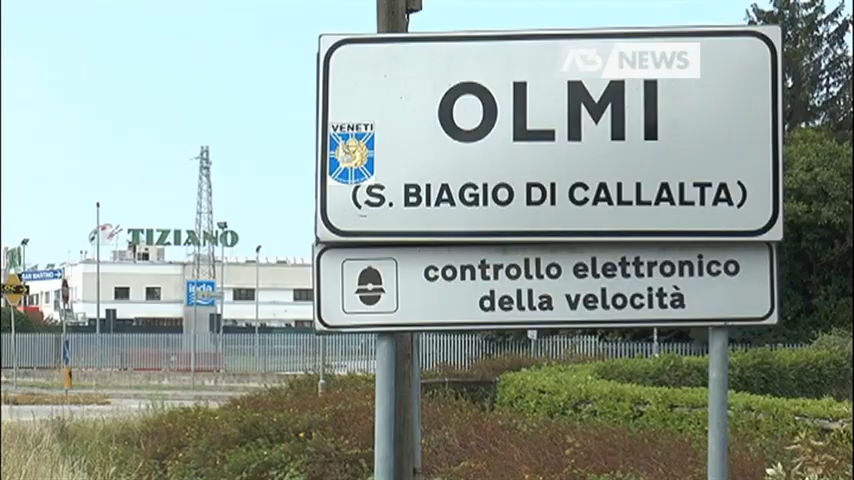 A3/NEWS
OLMI
VENETI
(S. BIAGIO DI CALLALTA)
TIZIANO
SAN MARTINO
controllo elettronico
della velocità